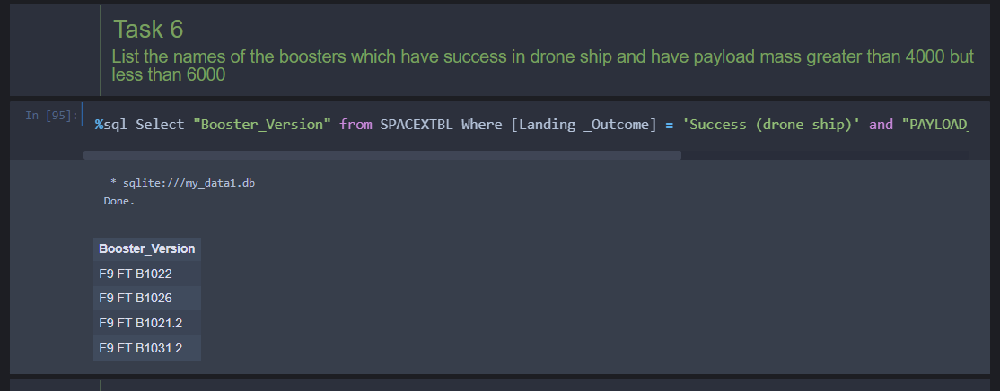 Task 6
List the names of the boosters which have success in drone ship and have payload mass greater than 4000 but
less than 6000
In [95]:
%sql Select "Booster_Version" from SPACEXTBL Where [Landing _Outcome] = 'Success (drone ship)' and "PAYLOAD_
* sqlite:///my_data1.db
Done.
Booster_Version
F9 FT B1022
F9 FT B1026
F9 FT B1021.2
F9 FT B1031.2